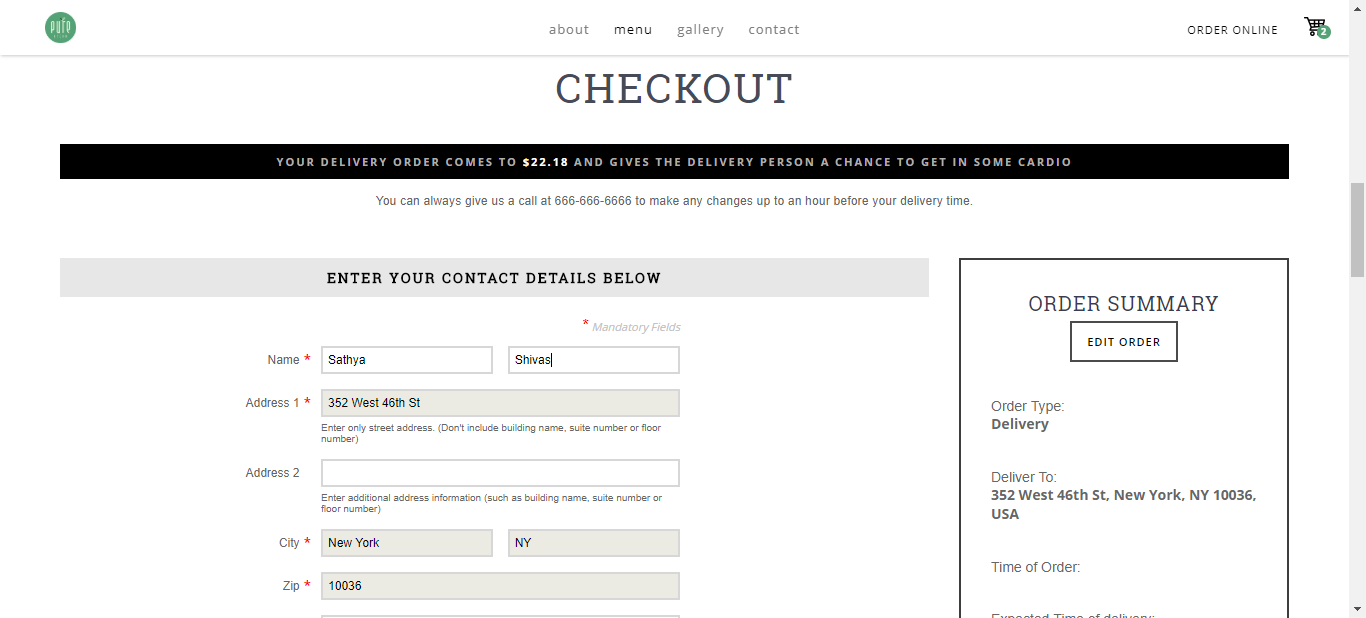 pure
about menu gallery contact
ORDER ONLINE
2
CHECKOUT
YOUR DELIVERY ORDER COMES TO $22.18 AND GIVES THE DELIVERY PERSON A CHANCE TO GET IN SOME CARDIO
You can always give us a call at 666-666-6666 to make any changes up to an hour before your delivery time.
ENTER YOUR CONTACT DETAILS BELOW
* Mandatory Fields
Name * Sathya Shivas
Address 1 * 352 West 46th St
Enter only street address. (Don't include building name, suite number or floor
number)
Address 2
Enter additional address information (such as building name, suite number or
floor number)
City * New York NY
Zip * 10036
ORDER SUMMARY
EDIT ORDER
Order Type:
Delivery
Deliver To:
352 West 46th St, New York, NY 10036,
USA
Time of Order:
Expected Time of delivery: